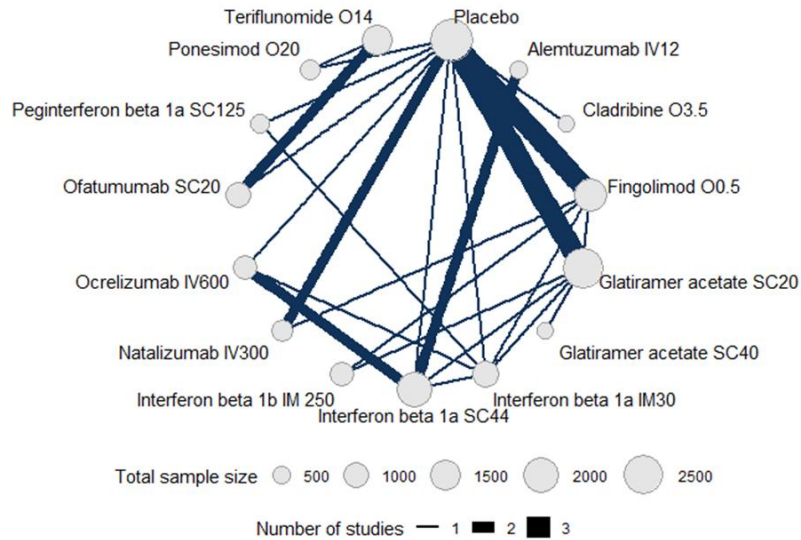 Teriflunomide O14
Placebo
Ponesimod O20
Alemtuzumab IV12
Peginterferon beta 1a SC125
Cladribine O3.5
Ofatumumab SC20
Fingolimod O0.5
Ocrelizumab IV600
Glatiramer acetate SC20
Natalizumab IV300
Glatiramer acetate SC40
Interferon beta 1b IM 250
Interferon beta 1a IM30
Interferon beta 1a SC44
Total sample size 500 1000 1500 2000 2500
Number of studies 1 2 3